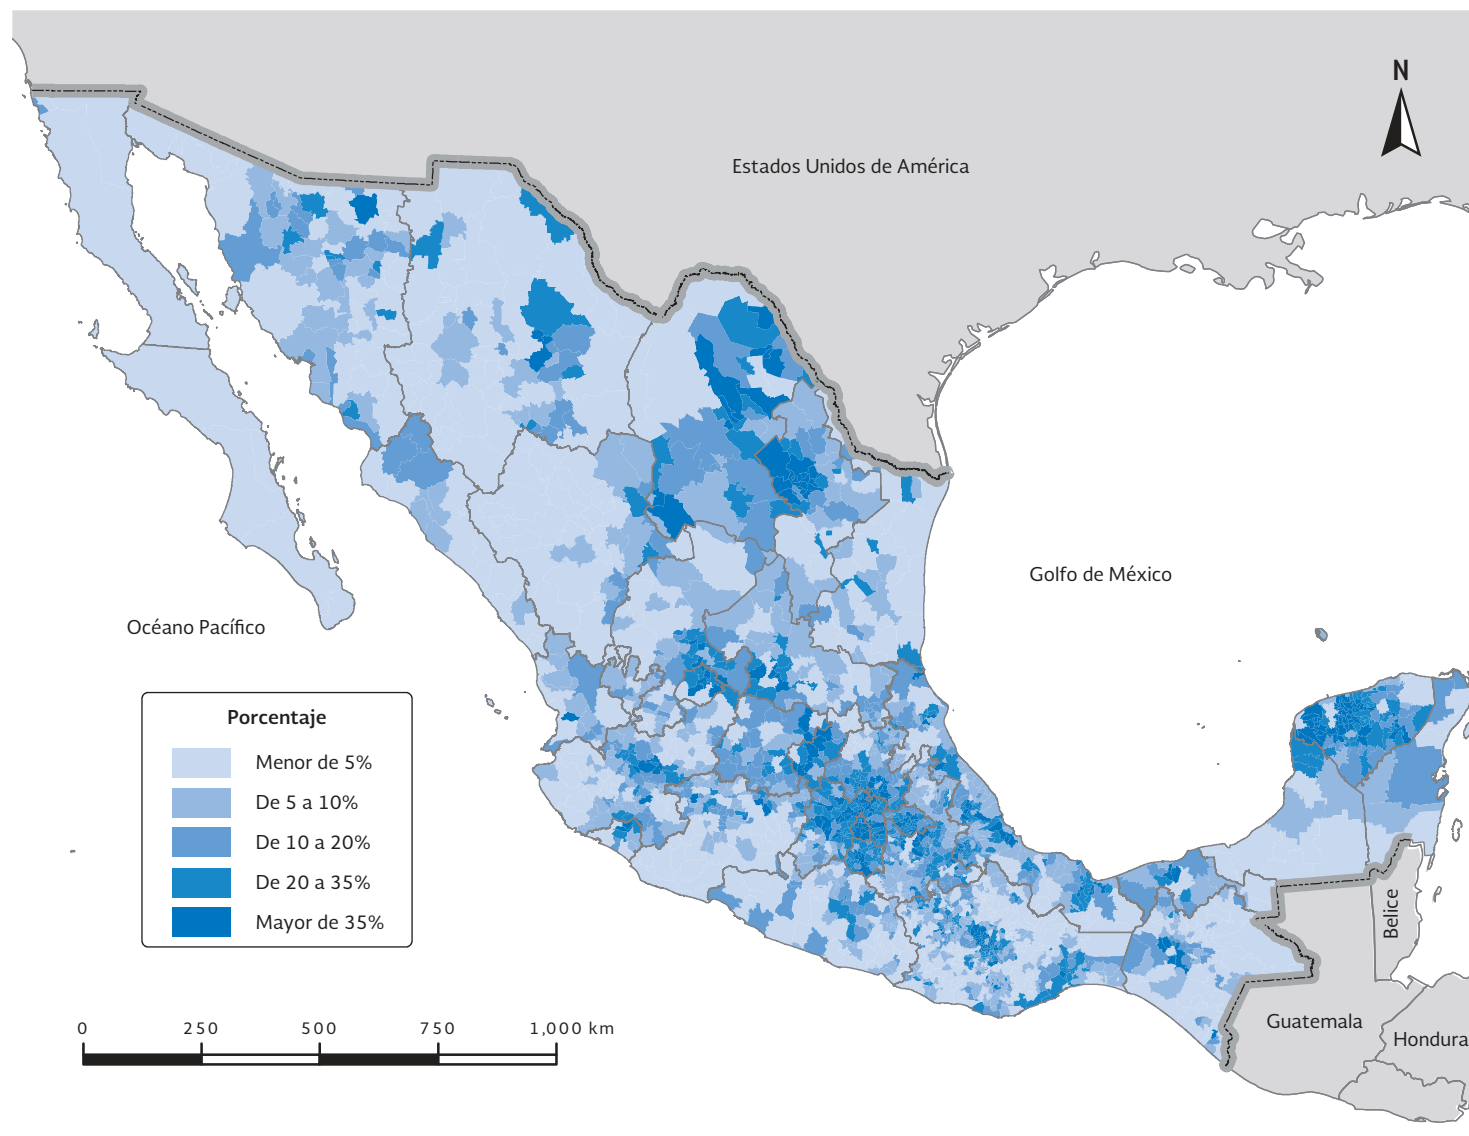 N
Estados Unidos de América
Golfo de México
Océano Pacífico
Porcentaje
Menor de 5%
De 5 a 10%
De 10 a 20%
De 20 a 35%
Mayor de 35%
Belice
Guatemala
Hondura
0 250 500 750 1,000 km